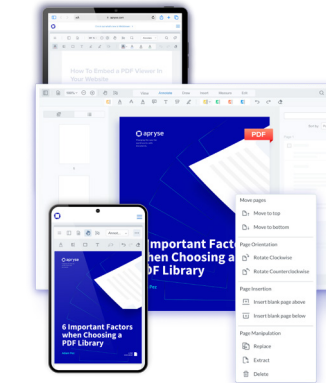 How To Embed a PDF Viewer In
Your Website
View
Annotate
Draw
Insert
Measure
Edit
apryse
PDF
Important Fact
when Choosing a
PDF Library
Move pages
Move to top
Move to bottom
Page Orientation
Rotate Clockwise
Rotate Counterclockwise
Page Insertion
Insert blank page above
Insert blank page below
Page Manipulation
Replace
Extract
Delete
apryse
6 Important Factors
when Choosing a
PDF Library